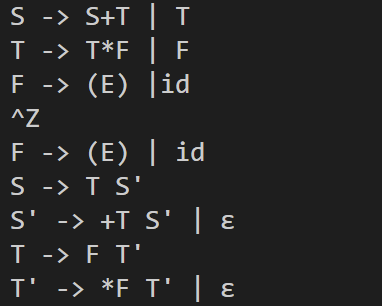 S -> S+T | T
T -> T*F | F
F -> (E) |id
^Z
F -> (E) | id
S -> T S'
S' -> +T S' | ε
T -> F T'
T' -> *F T' | ε